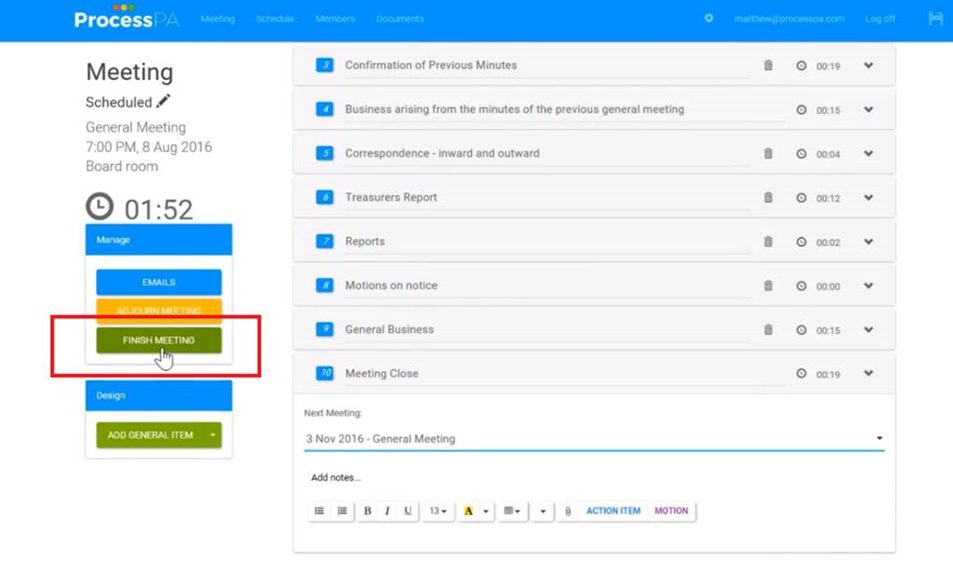 ProcessPA Meeting Schedule Members Documents matthew@processpa.com Log off
Meeting
Scheduled
General Meeting
7:00 PM, 8 Aug 2016
Board room
01:52
Manage
EMAILS
ADJOURN MEETING
FINISH MEETING
Design
ADD GENERAL ITEM
3 Confirmation of Previous Minutes 00:19
4 Business arising from the minutes of the previous general meeting 00:15
5 Correspondence - inward and outward 00:04
6 Treasurers Report 00:12
7 Reports 00:02
8 Motions on notice 00:00
9 General Business 00:15
10 Meeting Close 00:19
Next Meeting:
3 Nov 2016 - General Meeting
Add notes...
B I U 13 A ACTION ITEM MOTION